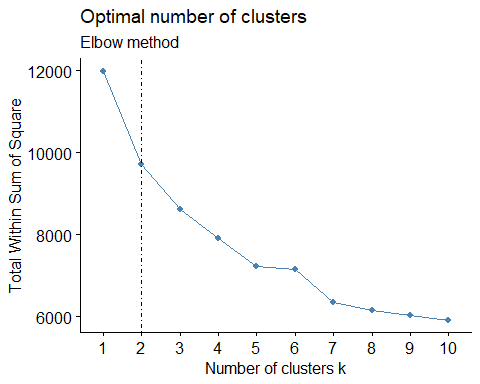 Optimal number of clusters
Elbow method
Total Within Sum of Square
12000
10000
8000
6000
1 2 3 4 5 6 7 8 9 10
Number of clusters k